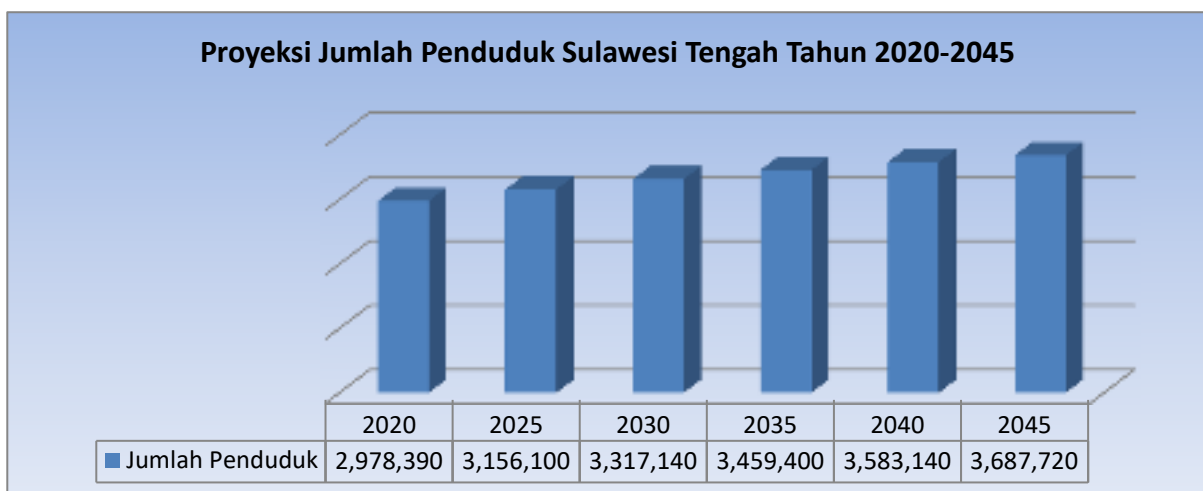 Proyeksi Jumlah Penduduk Sulawesi Tengah Tahun 2020-2045
2020 2025 2030 2035 2040 2045
Jumlah Penduduk 2,978,390 3,156,100 3,317,140 3,459,400 3,583,140 3,687,720